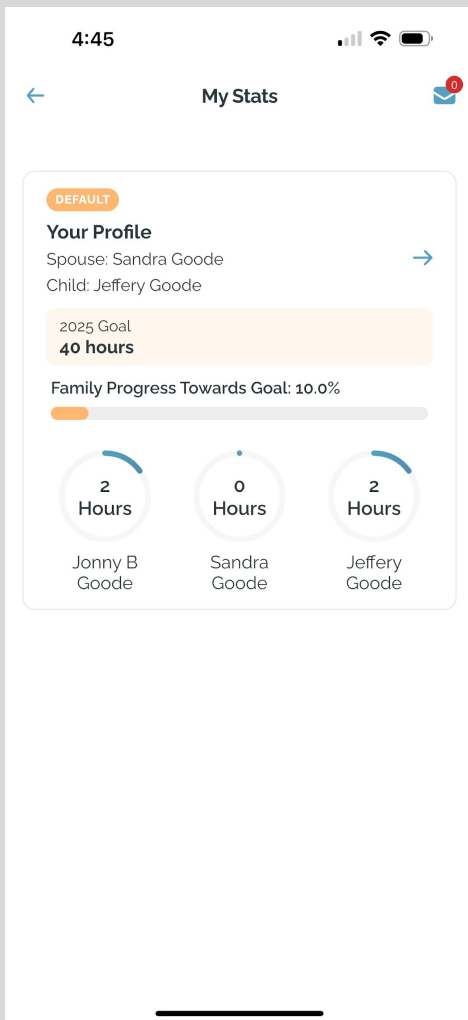 4:45
My Stats
0
DEFAULT
Your Profile
Spouse: Sandra Goode
Child: Jeffery Goode
2025 Goal
40 hours
Family Progress Towards Goal: 10.0%
2
Hours
0
Hours
2
Hours
Jonny B
Goode
Sandra
Goode
Jeffery
Goode